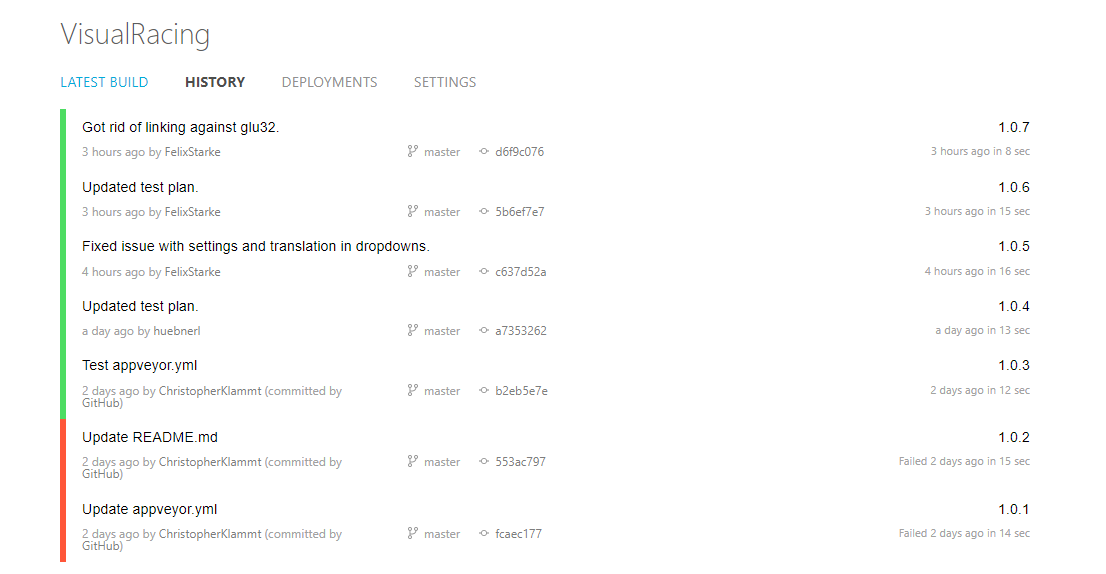 VisualRacing
LATEST BUILD HISTORY DEPLOYMENTS SETTINGS
Got rid of linking against glu32. 1.0.7
3 hours ago by FelixStarke master d6f9c076 3 hours ago in 8 sec
Updated test plan. 1.0.6
3 hours ago by FelixStarke master 5b6ef7e7 3 hours ago in 15 sec
Fixed issue with settings and translation in dropdowns. 1.0.5
4 hours ago by FelixStarke master c637d52a 4 hours ago in 16 sec
Updated test plan. 1.0.4
a day ago by huebnerl master a7353262 a day ago in 13 sec
Test appveyor.yml 1.0.3
2 days ago by ChristopherKlammt (committed by master b2eb5e7e 2 days ago in 12 sec
GitHub)
Update README.md 1.0.2
2 days ago by ChristopherKlammt (committed by master 553ac797 Failed 2 days ago in 15 sec
GitHub)
Update appveyor.yml 1.0.1
2 days ago by ChristopherKlammt (committed by master fcaec177 Failed 2 days ago in 14 sec
GitHub)